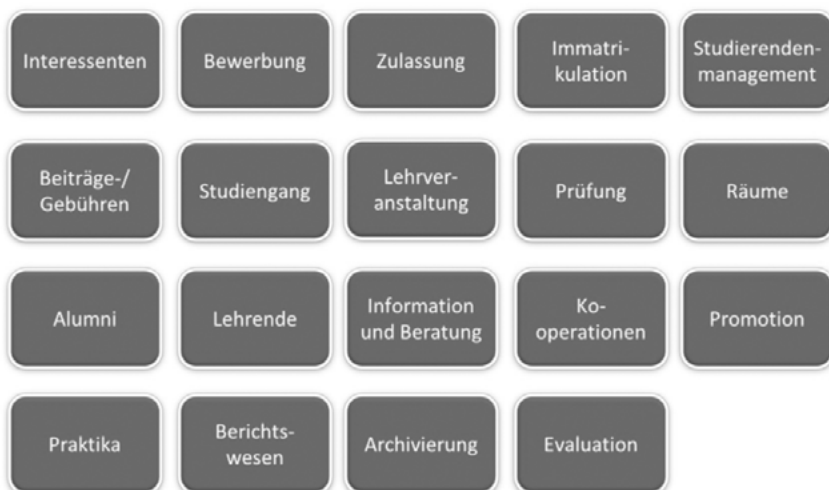 Interessenten
Bewerbung
Zulassung
Immatri-
kulation
Studierenden-
management
Beiträge-/
Gebühren
Studiengang
Lehrver-
anstaltung
Prüfung
Räume
Alumni
Lehrende
Information
und Beratung
Ko-
operationen
Promotion
Praktika
Berichts-
wesen
Archivierung
Evaluation